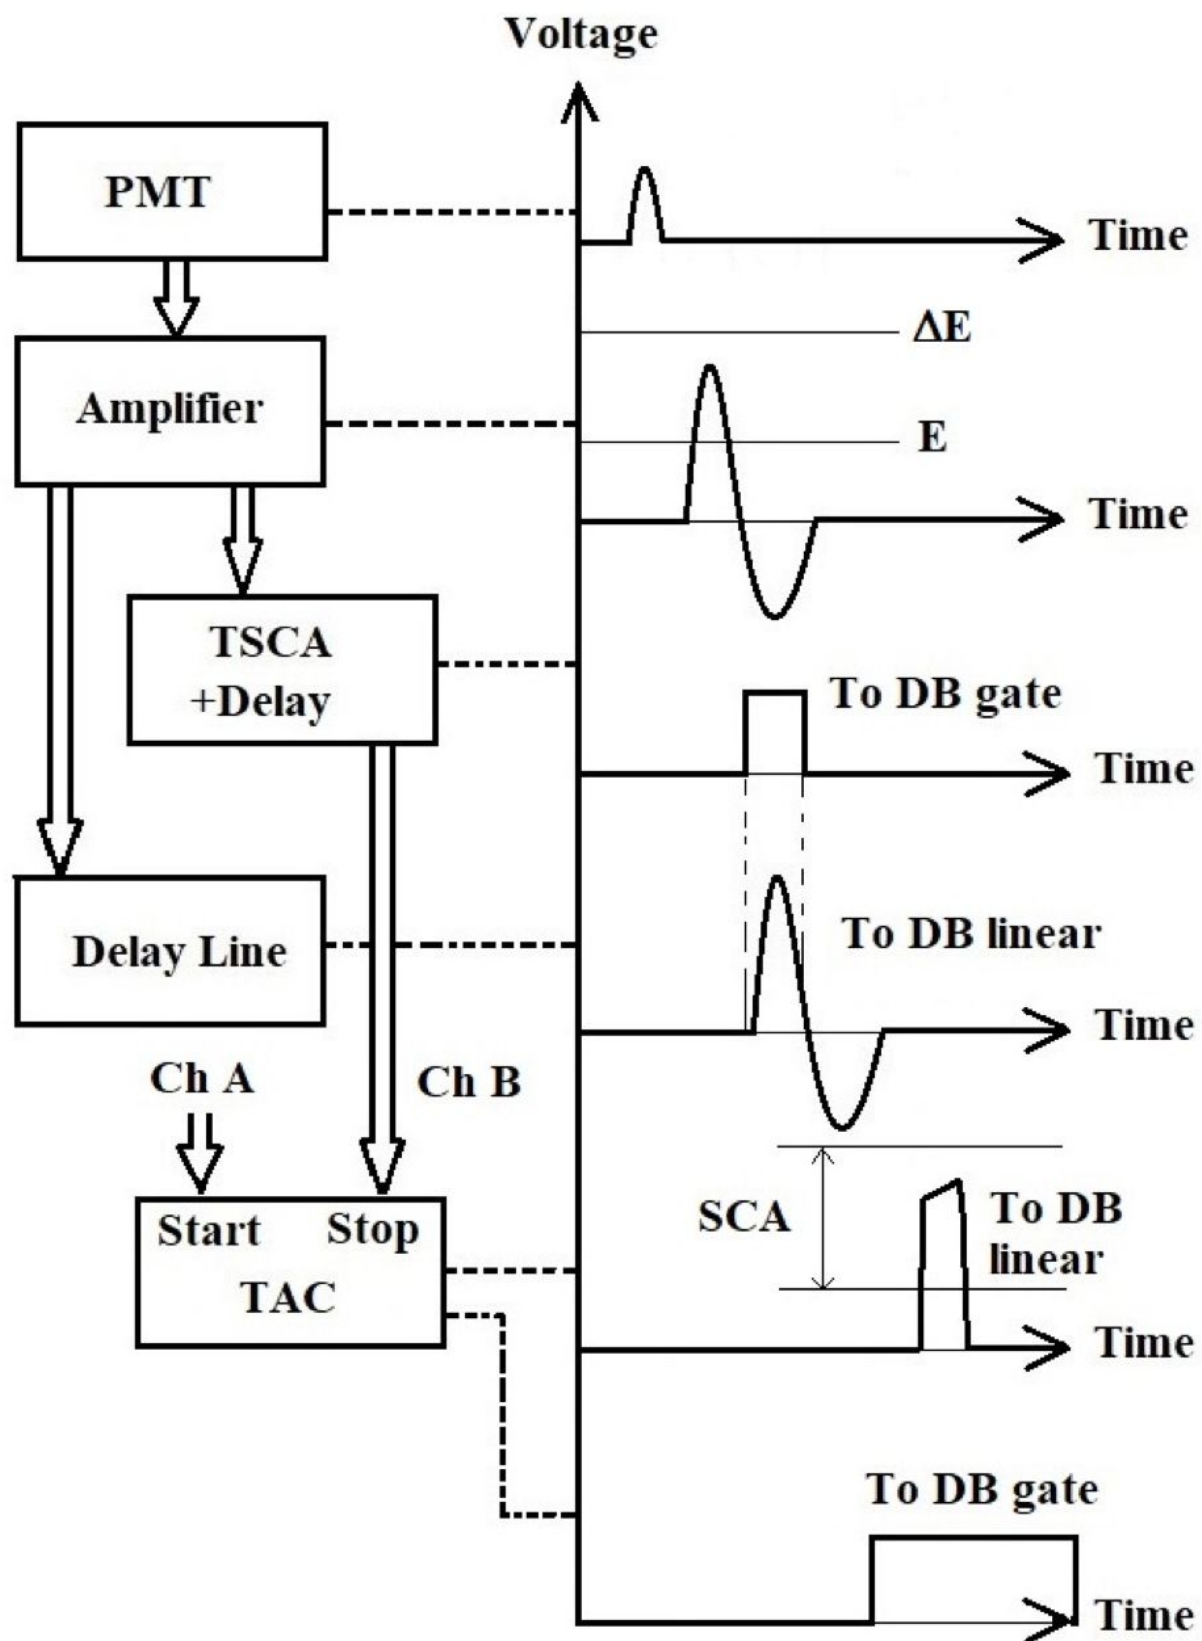 Voltage
PMT
Time
ΔE
Amplifier
E
Time
TSCA
+Delay
To DB gate
Time
Delay Line
To DB linear
Time
Ch A
Ch B
Start
Stop
TAC
SCA
To DB
linear
Time
To DB gate
Time